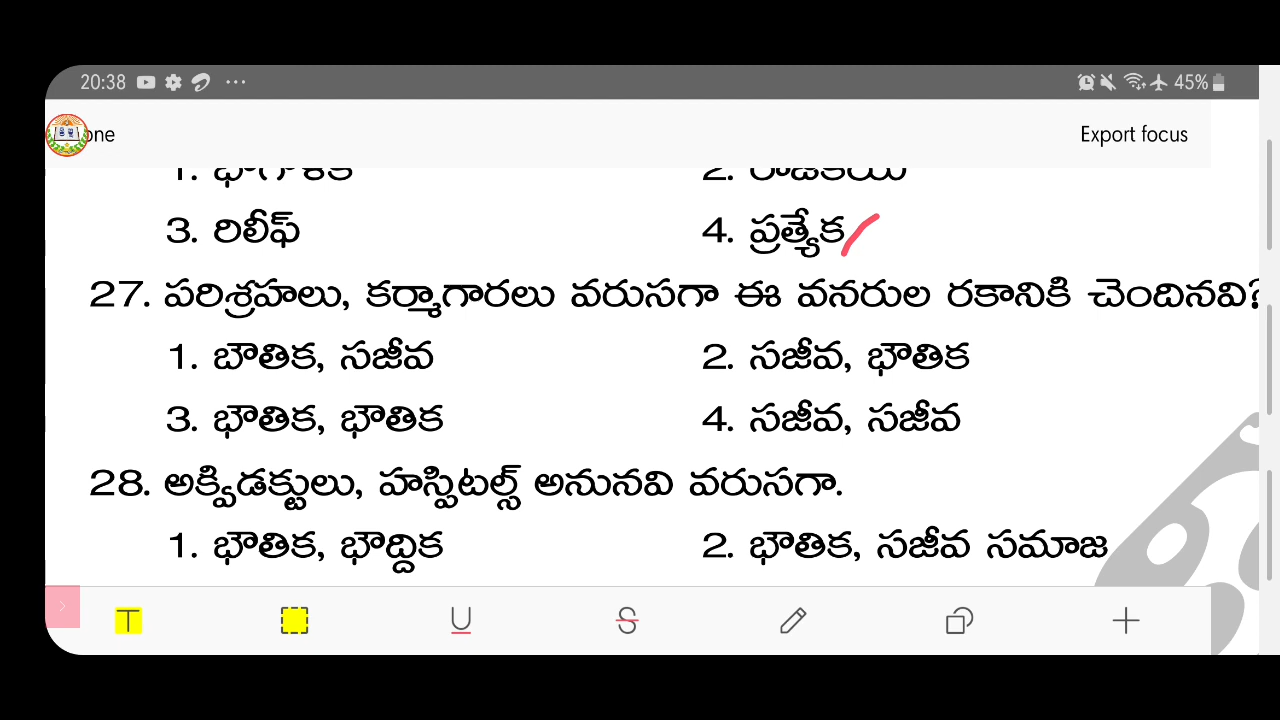 20:38 ... 45%
one Export focus
3. రిలీఫ్ 4. ప్రత్యేక
27. పరిశ్రహలు, కర్మాగారలు వరుసగా ఈ వనరుల రకానికి చెందినవి?
1. బౌతిక, సజీవ 2. సజీవ, భౌతిక
3. భౌతిక, భౌతిక 4. సజీవ, సజీవ
28. అక్విడక్టులు, హస్పిటల్స్ అనునవి వరుసగా.
1. భౌతిక, భౌద్దిక 2. భౌతిక, సజీవ సమాజ